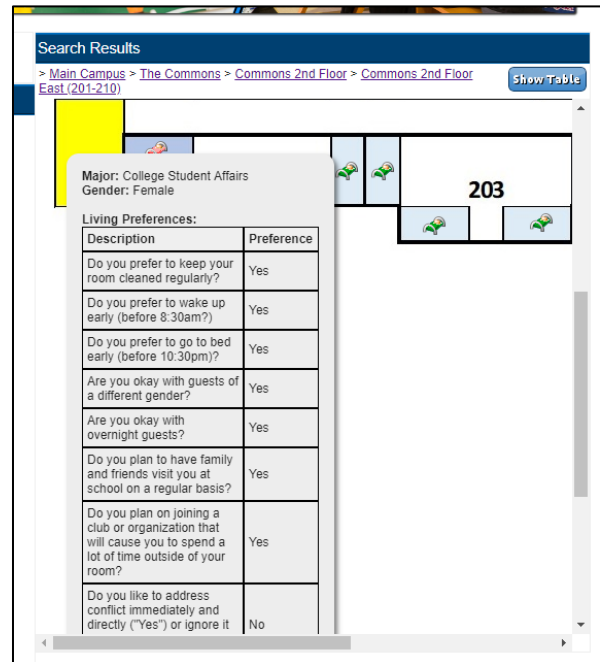 Search Results
> Main Campus > The Commons > Commons 2nd Floor > Commons 2nd Floor
East (201-210)
Show Table
203
Major: College Student Affairs
Gender: Female
Living Preferences:
Description Preference
Do you prefer to keep your
room cleaned regularly? Yes
Do you prefer to wake up
early (before 8:30am?) Yes
Do you prefer to go to bed
early (before 10:30pm)? Yes
Are you okay with guests of
a different gender? Yes
Are you okay with
overnight guests? Yes
Do you plan to have family
and friends visit you at
school on a regular basis? Yes
Do you plan on joining a
club or organization that
will cause you to spend a
lot of time outside of your
room? Yes
Do you like to address
conflict immediately and
directly ("Yes") or ignore it No